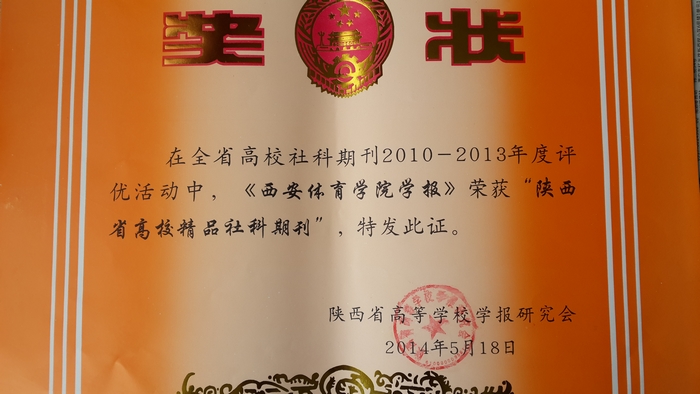 奖 状
在全省高校社科期刊2010－2013年度评
优活动中，《西安体育学院学报》荣获“陕西
省高校精品社科期刊”，特发此证。
陕西省高等学校学报研究会
2014年5月18日